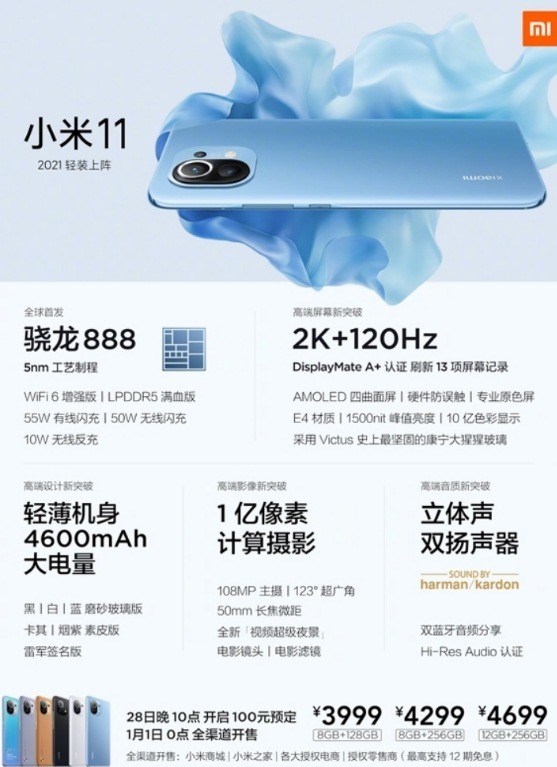 mi
小米11
2021 轻装上阵
xiaomi
全球首发
骁龙888
5nm 工艺制程
WiFi 6 增强版 | LPDDR5 满血版
55W 有线闪充 | 50W 无线闪充
10W 无线反充
高端屏幕新突破
2K+120Hz
DisplayMate A+ 认证 刷新 13 项屏幕记录
AMOLED 四曲面屏 | 硬件防误触 | 专业原色屏
E4 材质 | 1500nit 峰值亮度 | 10 亿色彩显示
采用 Victus 史上最坚固的康宁大猩猩玻璃
高端设计新突破
轻薄机身
4600mAh
大电量
黑 | 白 | 蓝 磨砂玻璃版
卡其 | 烟紫 素皮版
雷军签名版
高端影像新突破
1 亿像素
计算摄影
108MP 主摄 | 123° 超广角
50mm 长焦微距
全新「视频超级夜景」
电影镜头 | 电影滤镜
高端音质新突破
立体声
双扬声器
SOUND BY
harman/kardon
双蓝牙音频分享
Hi-Res Audio 认证
28日晚 10点 开启 100元预定
1月1日 0点 全渠道开售
¥3999
8GB+128GB
¥4299
8GB+256GB
¥4699
12GB+256GB
全渠道开售：小米商城 | 小米之家 | 各大授权电商 | 授权零售商（最高支持 12 期免息）